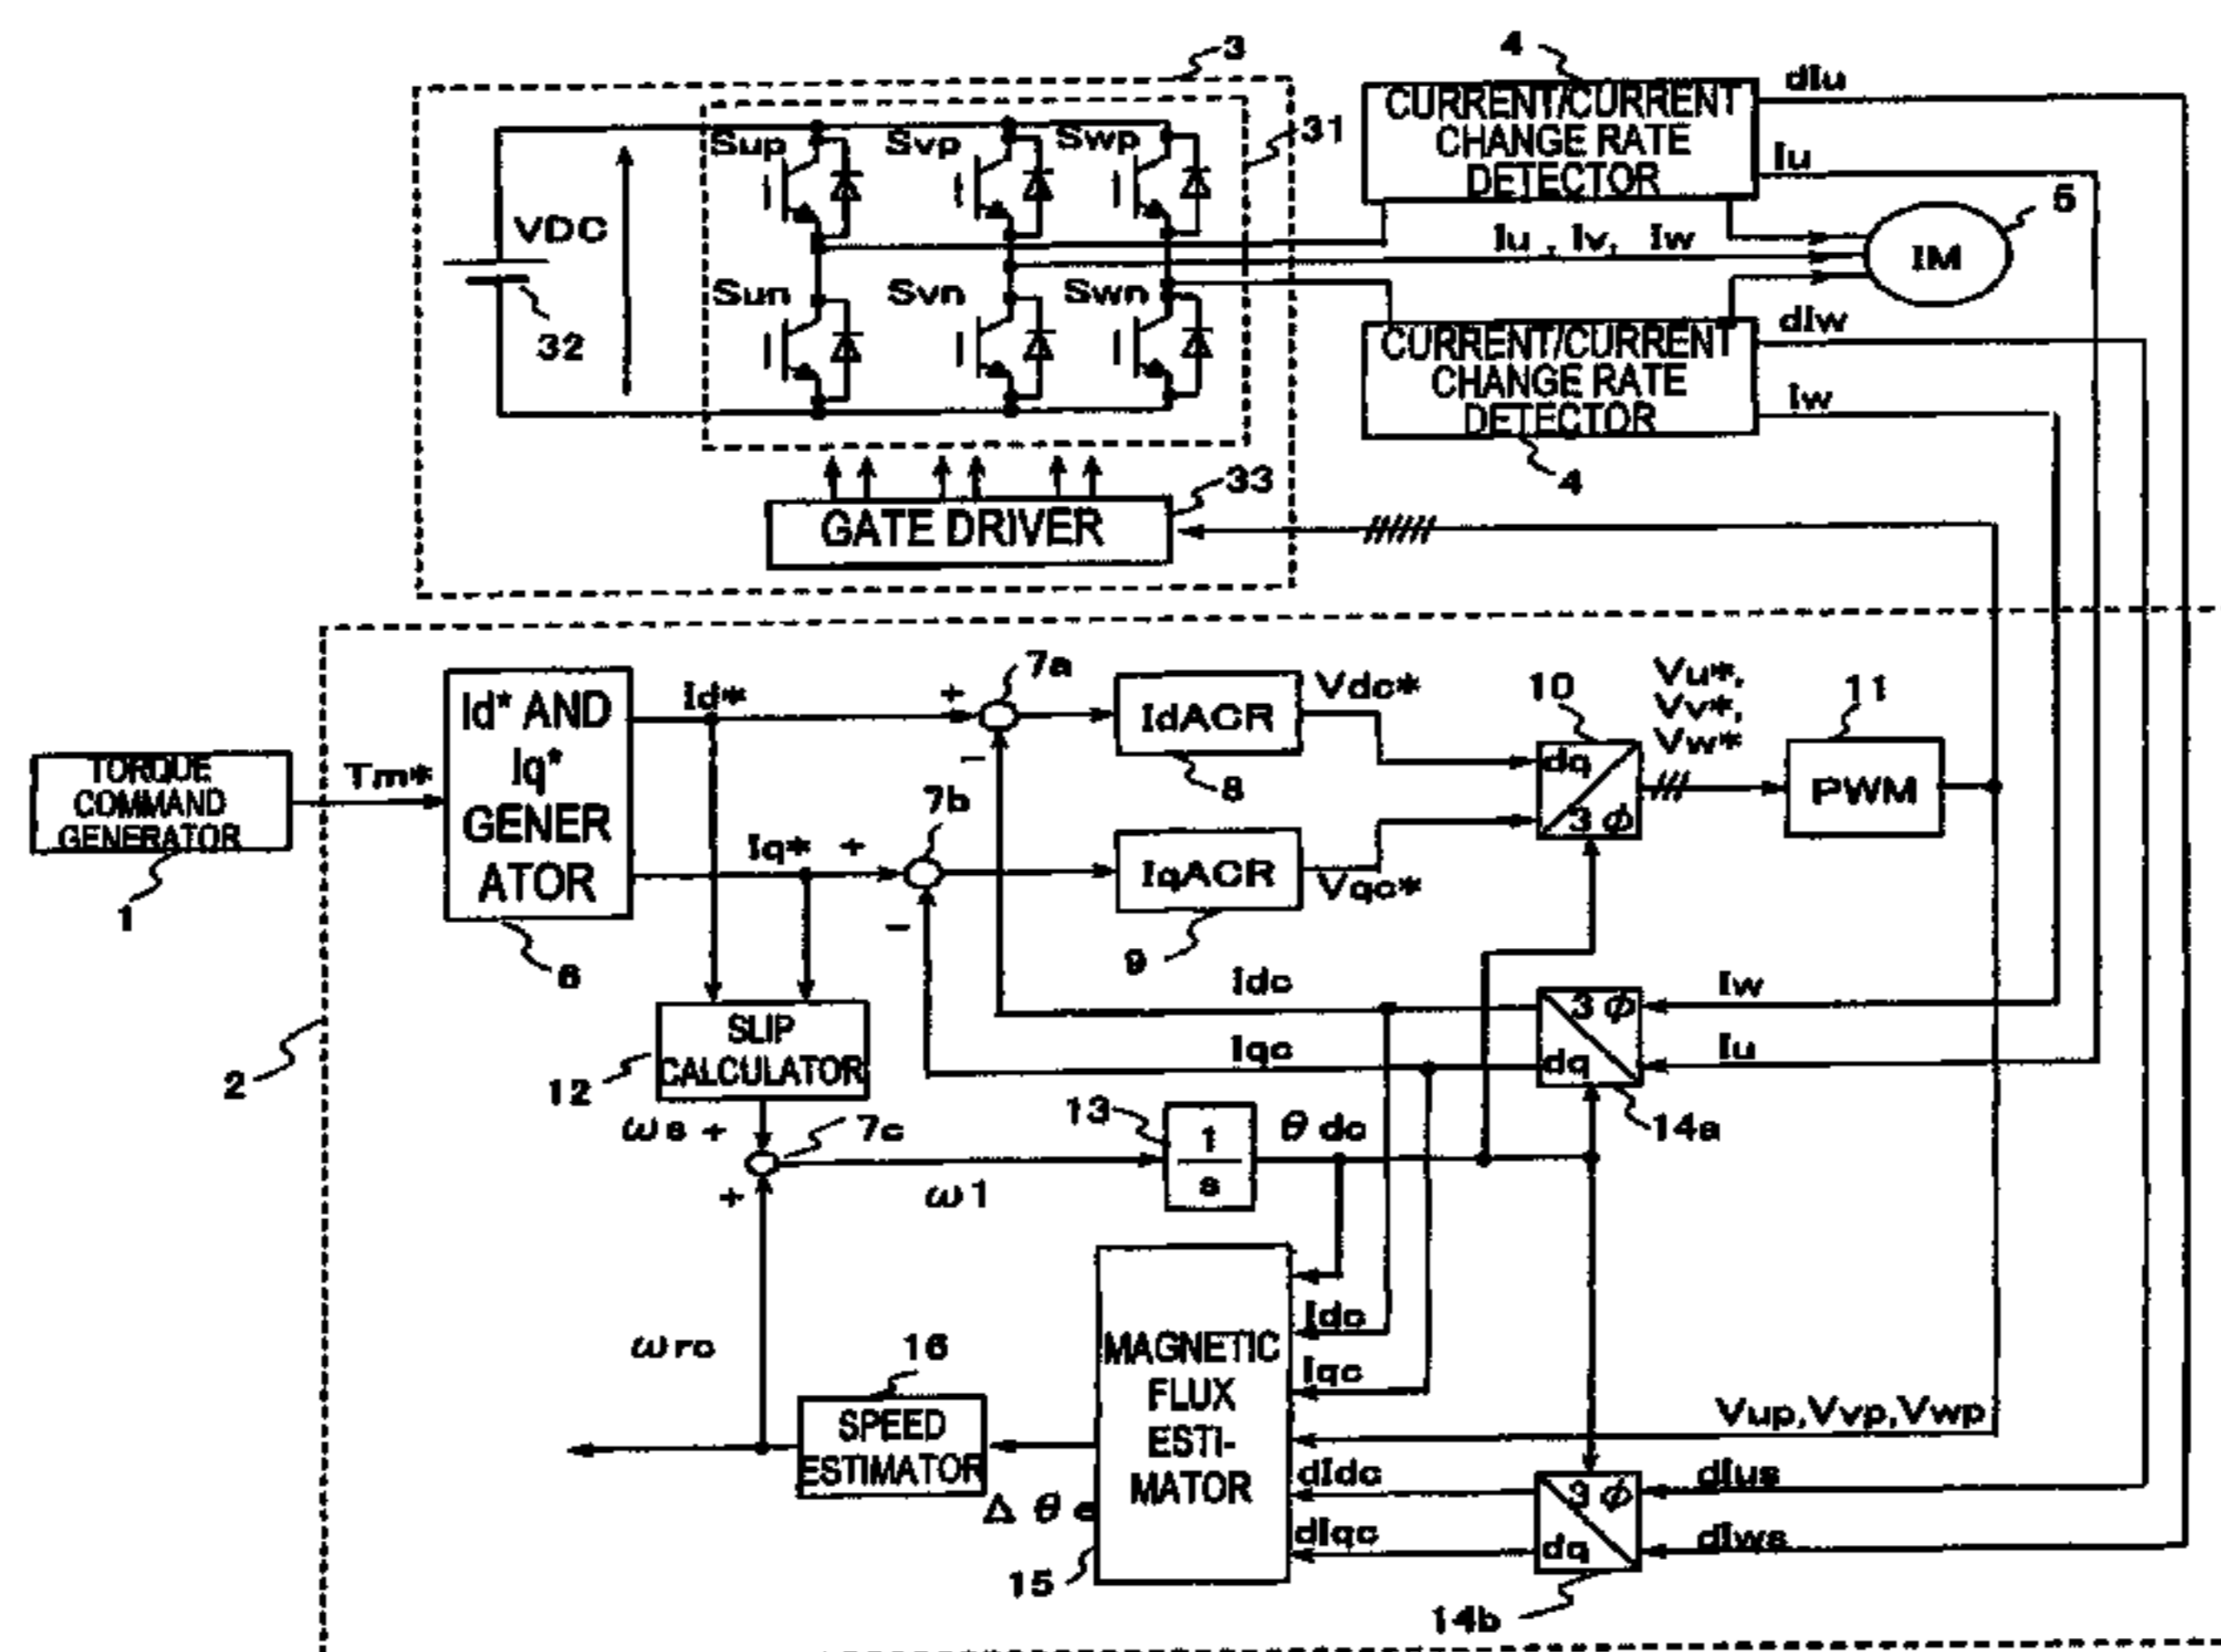 3
4
CURRENT/CURRENT
CHANGE RATE
DETECTOR
dIu
Iu
31
Sup
Svp
Swp
VDC
Iu , Iv, Iw
5
IM
Sun
Svn
Swn
32
CURRENT/CURRENT
CHANGE RATE
DETECTOR
dIw
Iw
4
33
GATE DRIVER
Id* AND
Iq*
GENER
ATOR
6
Id*
+
7a
−
IdACR
8
Vdc*
10
Vu*,
Vv*,
Vw*
11
dq
3 φ
PWM
TORQUE
COMMAND
GENERATOR
1
Tm*
Iq* +
7b
−
IqACR
9
Vqc*
2
SLIP
CALCULATOR
12
Idc
Iqc
3 φ
dq
Iw
Iu
14a
ω s +
7c
+
ω 1
13
1
s
θ dc
ω rc
16
SPEED
ESTIMATOR
Δ θ e
MAGNETIC
FLUX
ESTI-
MATOR
15
Idc
Iqc
Vup,Vvp,Vwp
dIdc
dIqc
3 φ
dq
dIus
dIws
14b